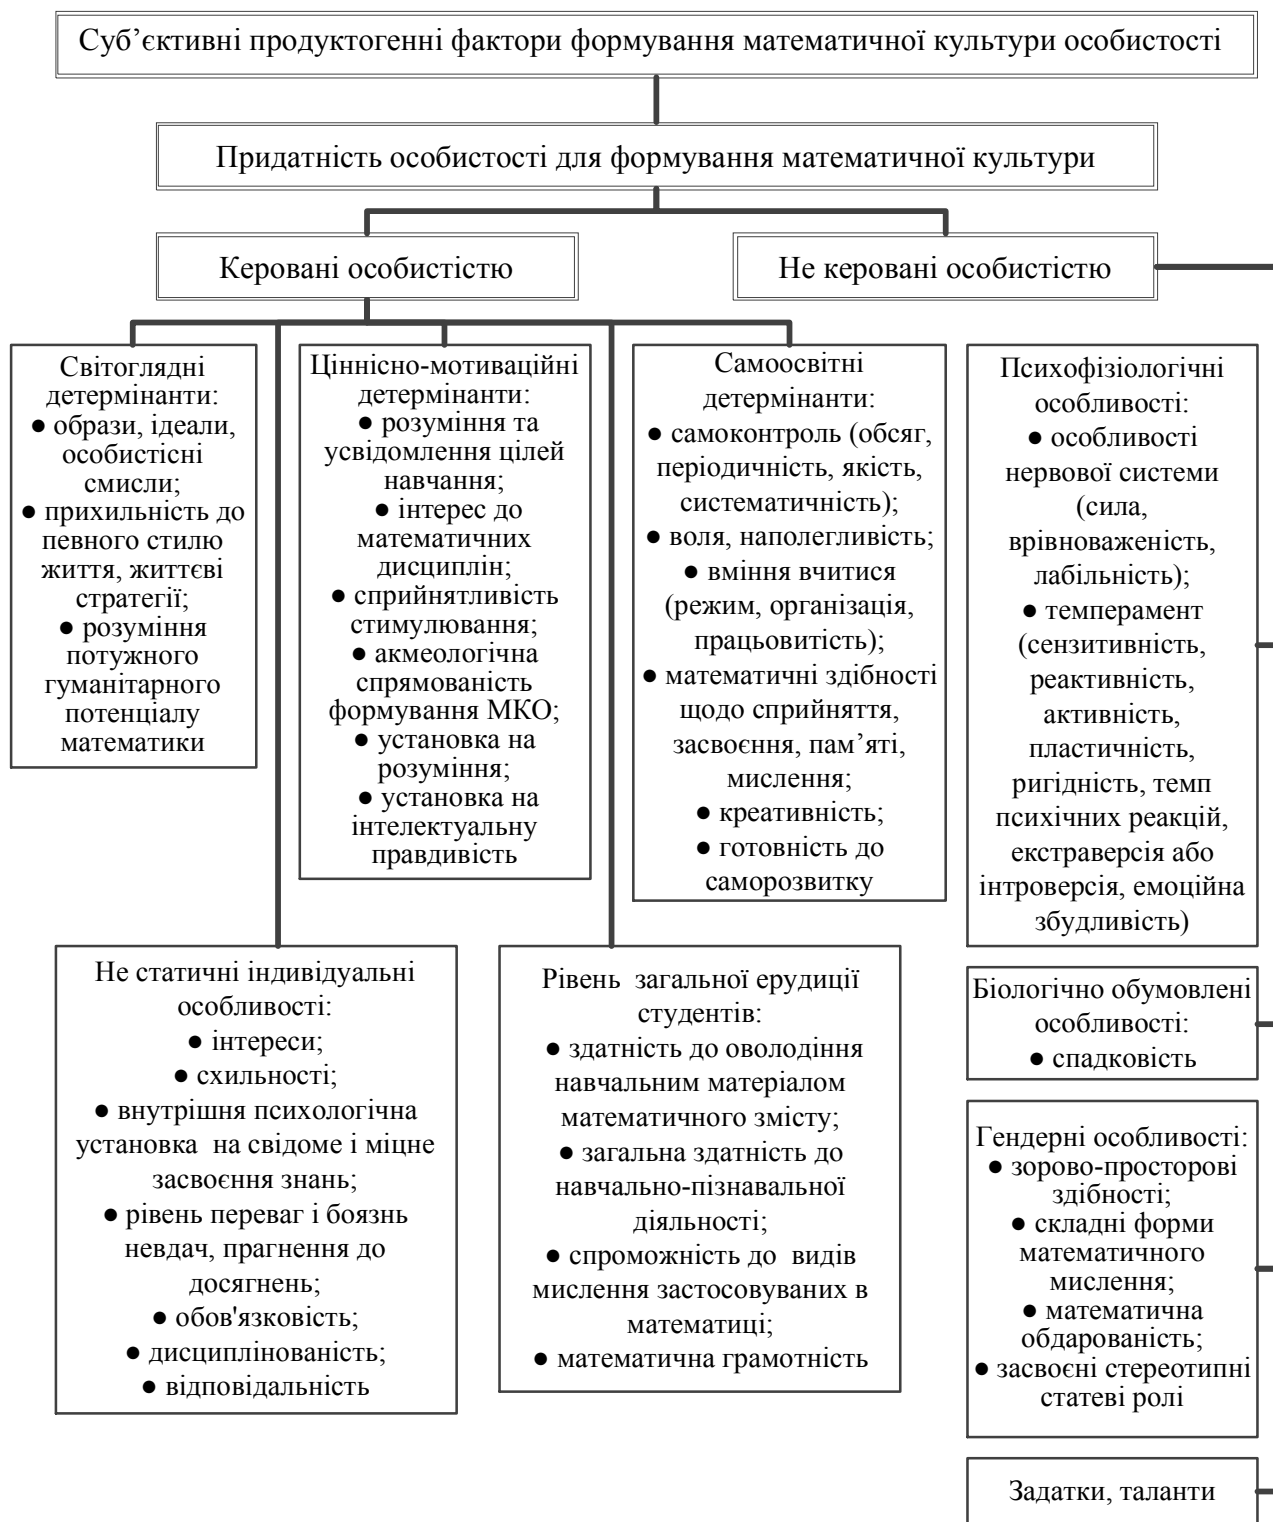 Суб’єктивні продуктогенні фактори формування математичної культури особистості
Придатність особистості для формування математичної культури
Керовані особистістю
Не керовані особистістю
Світоглядні
детермінанти:
● образи, ідеали,
особистісні
смисли;
● прихильність до
певного стилю
життя, життєві
стратегії;
● розуміння
потужного
гуманітарного
потенціалу
математики
Ціннісно-мотиваційні
детермінанти:
● розуміння та
усвідомлення цілей
навчання;
● інтерес до
математичних
дисциплін;
● сприйнятливість
стимулювання;
● акмеологічна
спрямованість
формування МКО;
● установка на
розуміння;
● установка на
інтелектуальну
правдивість
Самоосвітні
детермінанти:
● самоконтроль (обсяг,
періодичність, якість,
систематичність);
● воля, наполегливість;
● вміння вчитися
(режим, організація,
працьовитість);
● математичні здібності
щодо сприйняття,
засвоєння, пам’яті,
мислення;
● креативність;
● готовність до
саморозвитку
Психофізіологічні
особливості:
● особливості
нервової системи
(сила,
врівноваженість,
лабільність);
● темперамент
(сензитивність,
реактивність,
активність,
пластичність,
ригідність, темп
психічних реакцій,
екстраверсія або
інтроверсія, емоційна
збудливість)
Не статичні індивідуальні
особливості:
● інтереси;
● схильності;
● внутрішня психологічна
установка на свідоме і міцне
засвоєння знань;
● рівень переваг і боязнь
невдач, прагнення до
досягнень;
● обов'язковість;
● дисциплінованість;
● відповідальність
Рівень загальної ерудиції
студентів:
● здатність до оволодіння
навчальним матеріалом
математичного змісту;
● загальна здатність до
навчально-пізнавальної
діяльності;
● спроможність до видів
мислення застосовуваних в
математиці;
● математична грамотність
Біологічно обумовлені
особливості:
● спадковість
Гендерні особливості:
● зорово-просторові
здібності;
● складні форми
математичного
мислення;
● математична
обдарованість;
● засвоєні стереотипні
статеві ролі
Задатки, таланти